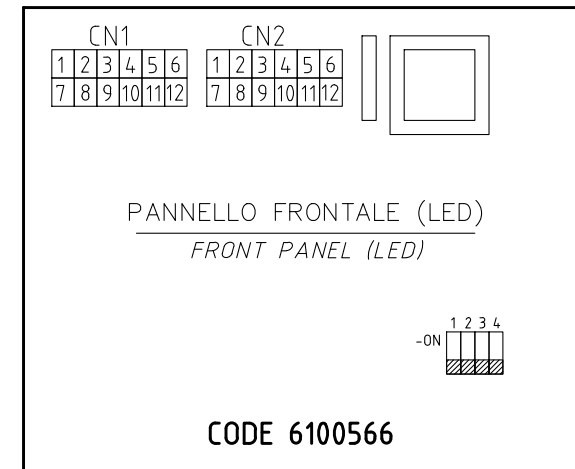 CN1 CN2
1 2 3 4 5 6 1 2 3 4 5 6
7 8 9 10 11 12 7 8 9 10 11 12
PANNELLO FRONTALE (LED)
FRONT PANEL (LED)
1 2 3 4
-ON
CODE 6100566